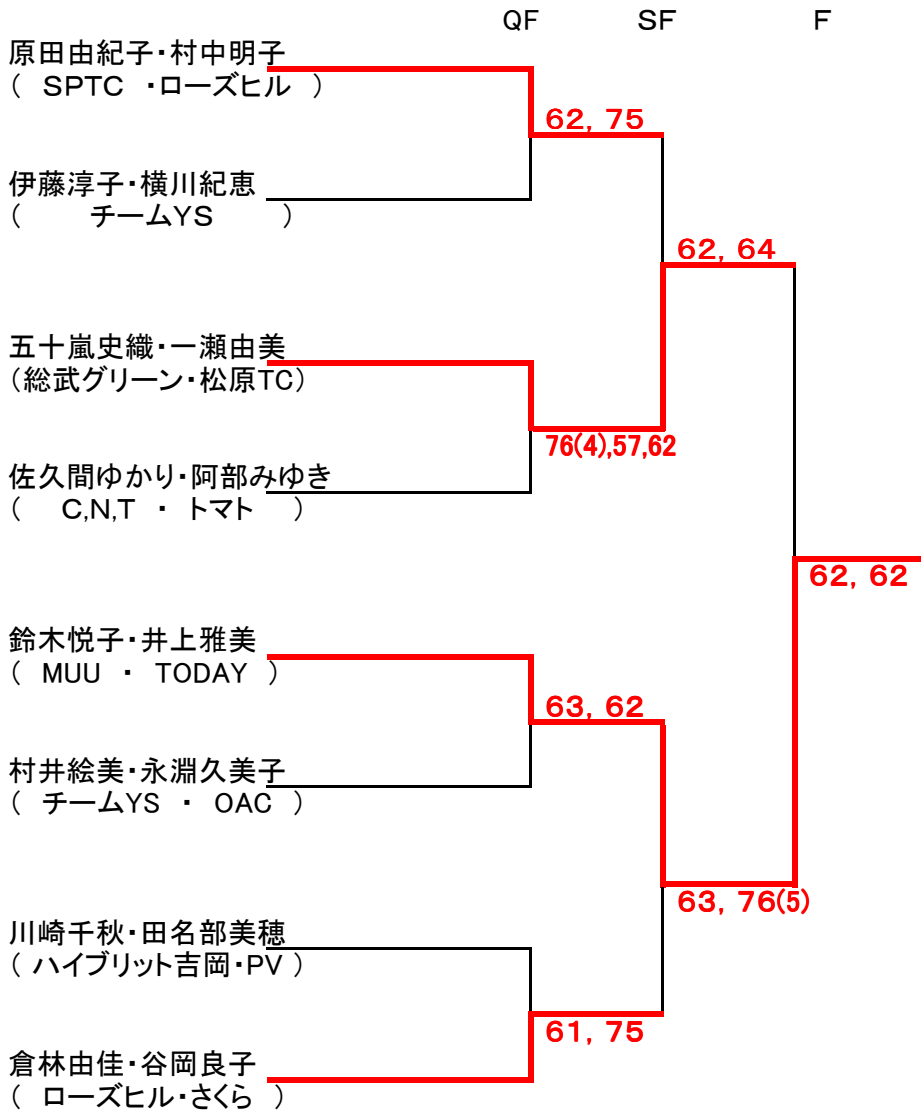 QF SF F
原田由紀子・村中明子
( SPTC ・ローズヒル )
62, 75
伊藤淳子・横川紀恵
( チームYS )
62, 64
五十嵐史織・一瀬由美
(総武グリーン・松原TC)
76(4),57,62
佐久間ゆかり・阿部みゆき
( C,N,T ・ トマト )
62, 62
鈴木悦子・井上雅美
( MUU ・ TODAY )
63, 62
村井絵美・永淵久美子
( チームYS ・ OAC )
63, 76(5)
川崎千秋・田名部美穂
( ハイブリット吉岡・PV )
61, 75
倉林由佳・谷岡良子
( ローズヒル・さくら )